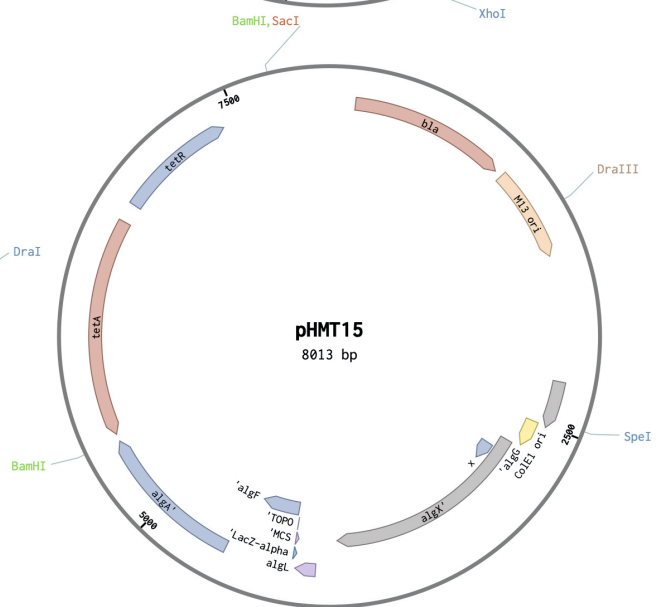 XhoI
BamHI, SacI
7500
bla
tetR
DraIII
M13 ori
DraI
pHMT15
8013 bp
tetA
2500
SpeI
ColE1 ori
'algG
x
algX'
BamHI
algA'
5000
'algF
'TOPO
'MCS
'LacZ-alpha
algL